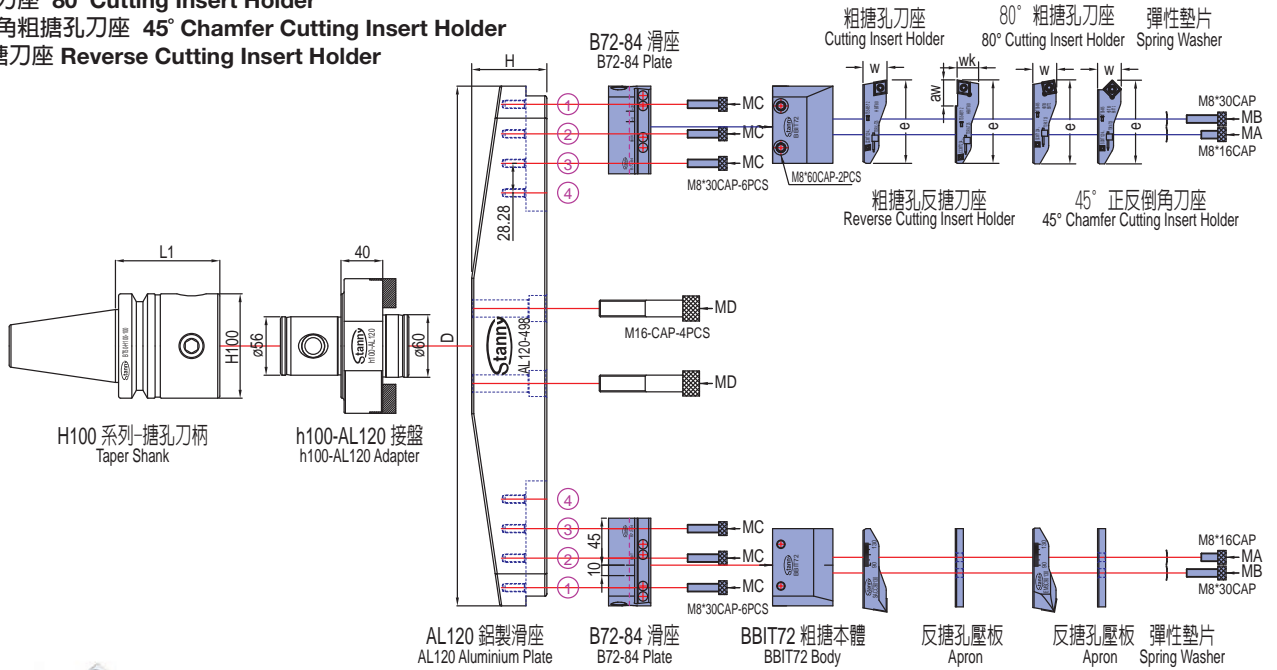 刀座 80° Cutting Insert Holder
角粗搪孔刀座 45° Chamfer Cutting Insert Holder
搪刀座 Reverse Cutting Insert Holder
H
B72-84 滑座
B72-84 Plate
粗搪孔刀座
Cutting Insert Holder
80° 粗搪孔刀座
80° Cutting Insert Holder
彈性墊片
Spring Washer
w
wk
w
w
aw
e
e
e
e
1
2
3
4
MC
MC
MC
M8*30CAP-6PCS
28.28
Stanny
BBIT72
M8*60CAP-2PCS
M8*30CAP
MB
MA
M8*16CAP
粗搪孔反搪刀座
Reverse Cutting Insert Holder
45° 正反倒角刀座
45° Chamfer Cutting Insert Holder
L1
40
H100
ø56
Stanny
h100-AL120
ø60
D
Stanny
AL120-498
MD
M16-CAP-4PCS
MD
H100 系列-搪孔刀柄
Taper Shank
h100-AL120 接盤
h100-AL120 Adapter
4
3
2
1
45
10
MC
MC
MC
M8*30CAP-6PCS
Stanny
BBIT72
M8*16CAP
MA
MB
M8*30CAP
AL120 鋁製滑座
AL120 Aluminium Plate
B72-84 滑座
B72-84 Plate
BBIT72 粗搪本體
BBIT72 Body
反搪孔壓板
Apron
反搪孔壓板
Apron
彈性墊片
Spring Washer